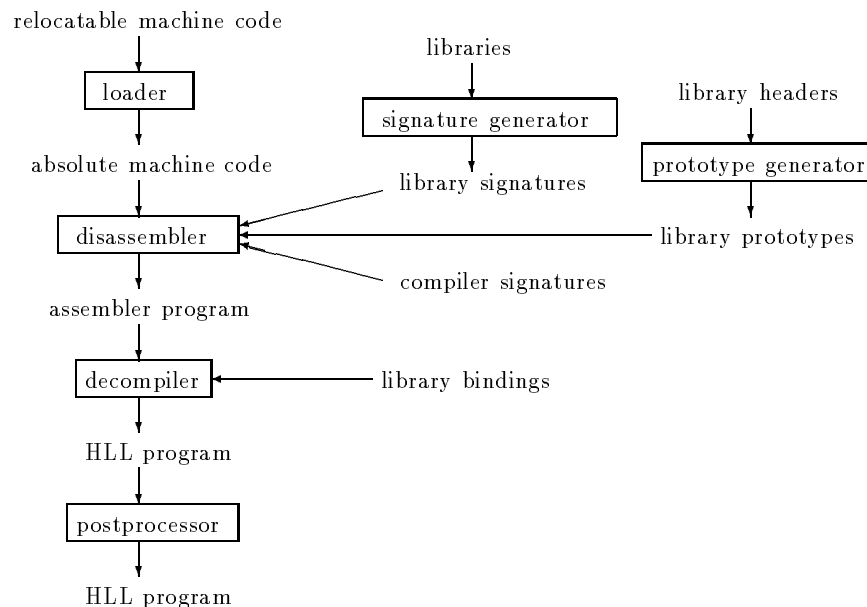 relocatable machine code
loader
absolute machine code
disassembler
assembler program
decompiler
HLL program
postprocessor
HLL program
libraries
signature generator
library signatures
compiler signatures
library bindings
library headers
prototype generator
library prototypes